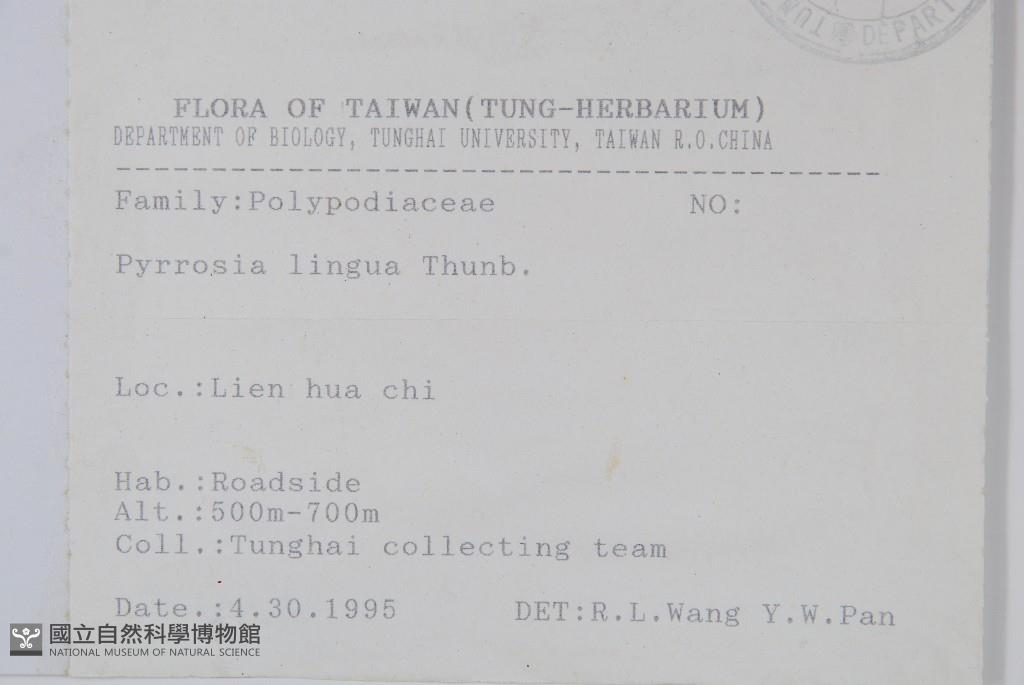 TUN DEPART
FLORA OF TAIWAN(TUNG-HERBARIUM)
DEPARTMENT OF BIOLOGY, TUNGHAI UNIVERSITY, TAIWAN R.O.CHINA
----------------------------------------
Family:Polypodiaceae NO:
Pyrrosia lingua Thunb.
Loc.:Lien hua chi
Hab.:Roadside
Alt.:500m-700m
Coll.:Tunghai collecting team
Date.:4.30.1995 DET:R.L.Wang Y.W.Pan
國立自然科學博物館
NATIONAL MUSEUM OF NATURAL SCIENCE